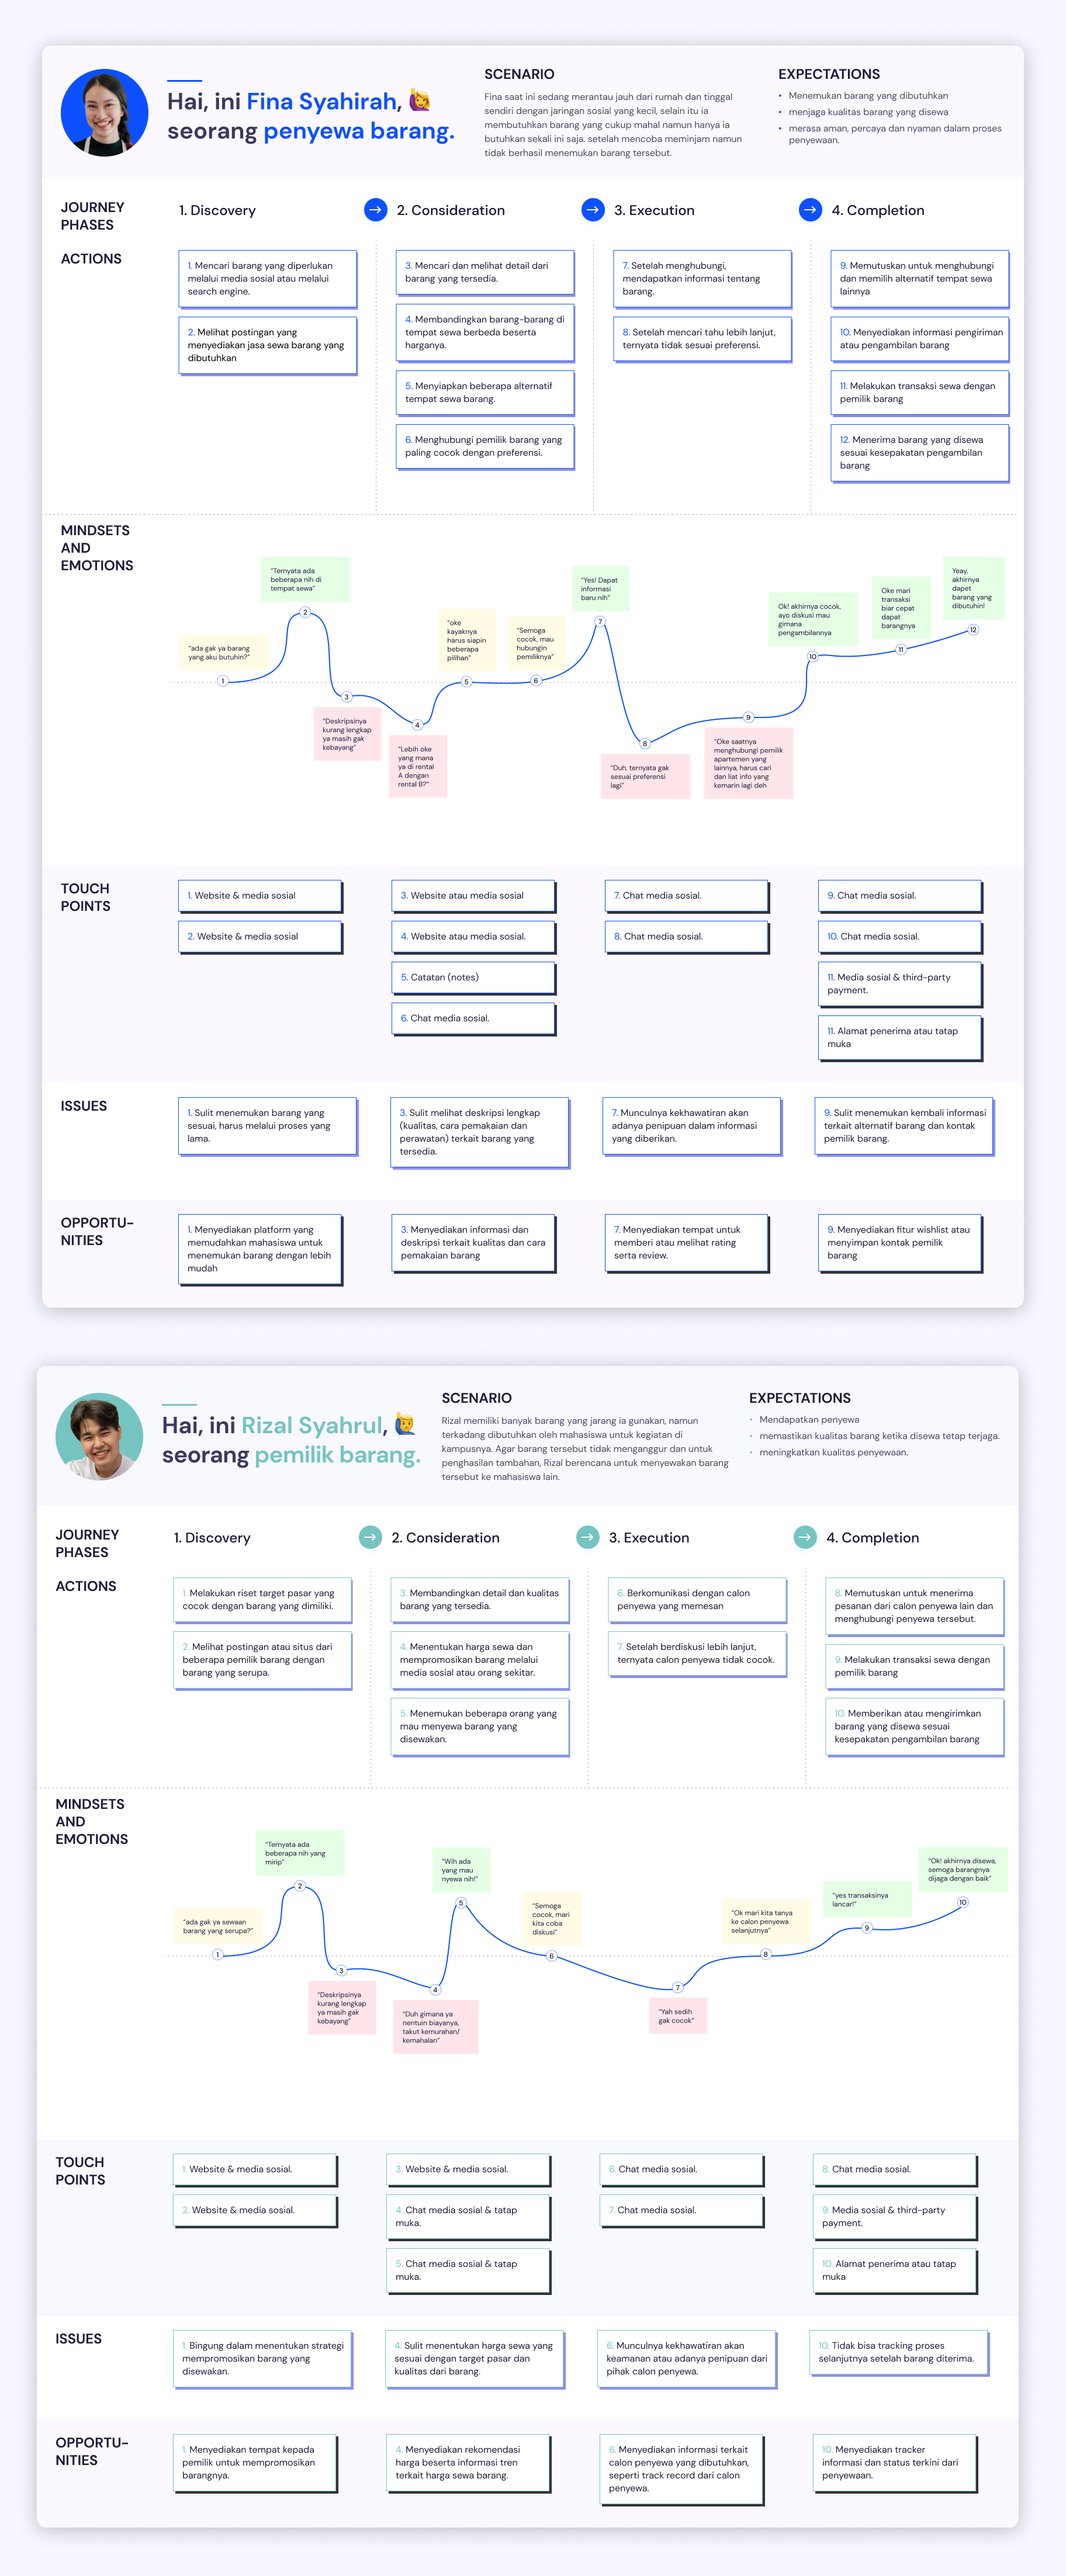 Hai, ini Fina Syahirah,
seorang penyewa barang.
SCENARIO
Fina saat ini sedang merantau jauh dari rumah dan tinggal
sendiri dengan jaringan sosial yang kecil, selain itu ia
membutuhkan barang yang cukup mahal namun hanya ia
butuhkan sekali ini saja. setelah mencoba meminjam namun
tidak berhasil menemukan barang tersebut.
EXPECTATIONS
• Menemukan barang yang dibutuhkan
• menjaga kualitas barang yang disewa
• merasa aman, percaya dan nyaman dalam proses
penyewaan.
JOURNEY
PHASES
1. Discovery
2. Consideration
3. Execution
4. Completion
ACTIONS
1. Mencari barang yang diperlukan
melalui media sosial atau melalui
search engine.
2. Melihat postingan yang
menyediakan jasa sewa barang yang
dibutuhkan
3. Mencari dan melihat detail dari
barang yang tersedia.
4. Membandingkan barang-barang di
tempat sewa berbeda beserta
harganya.
5. Menyiapkan beberapa alternatif
tempat sewa barang.
6. Menghubungi pemilik barang yang
paling cocok dengan preferensi.
7. Setelah menghubungi,
mendapatkan informasi tentang
barang.
8. Setelah mencari tahu lebih lanjut,
ternyata tidak sesuai preferensi.
9. Memutuskan untuk menghubungi
dan memilih alternatif tempat sewa
lainnya
10. Menyediakan informasi pengiriman
atau pengambilan barang
11. Melakukan transaksi sewa dengan
pemilik barang
12. Menerima barang yang disewa
sesuai kesepakatan pengambilan
barang
MINDSETS
AND
EMOTIONS
"ada gak ya barang
yang aku butuhin?"
1
"Ternyata ada
beberapa nih di
tempat sewa"
2
3
"Deskripsinya
kurang lengkap
ya masih gak
kebayang"
4
"Lebih oke
yang mana
ya di rental
A dengan
rental B?"
"oke
kayaknya
harus siapin
beberapa
pilihan"
5
"Semoga
cocok, mau
hubungin
pemiliknya"
6
"Yes! Dapat
informasi
baru nih"
7
8
"Duh, ternyata gak
sesuai preferensi
lagi"
9
"Oke saatnya
menghubungi pemilik
apartemen yang
lainnya, harus cari
dan liat info yang
kemarin lagi deh
Ok! akhirnya cocok,
ayo diskusi mau
gimana
pengambilannya
10
Oke mari
transaksi
biar cepat
dapat
barangnya
11
Yeay,
akhirnya
dapet
barang yang
dibutuhin!
12
TOUCH
POINTS
1. Website & media sosial
2. Website & media sosial
3. Website atau media sosial
4. Website atau media sosial.
5. Catatan (notes)
6. Chat media sosial.
7. Chat media sosial.
8. Chat media sosial.
9. Chat media sosial.
10. Chat media sosial.
11. Media sosial & third-party
payment.
11. Alamat penerima atau tatap
muka
ISSUES
1. Sulit menemukan barang yang
sesuai, harus melalui proses yang
lama.
3. Sulit melihat deskripsi lengkap
(kualitas, cara pemakaian dan
perawatan) terkait barang yang
tersedia.
7. Munculnya kekhawatiran akan
adanya penipuan dalam informasi
yang diberikan.
9. Sulit menemukan kembali informasi
terkait alternatif barang dan kontak
pemilik barang.
OPPORTU-
NITIES
1. Menyediakan platform yang
memudahkan mahasiswa untuk
menemukan barang dengan lebih
mudah
3. Menyediakan informasi dan
deskripsi terkait kualitas dan cara
pemakaian barang
7. Menyediakan tempat untuk
memberi atau melihat rating
serta review.
9. Menyediakan fitur wishlist atau
menyimpan kontak pemilik
barang
Hai, ini Rizal Syahrul,
seorang pemilik barang.
SCENARIO
Rizal memiliki banyak barang yang jarang ia gunakan, namun
terkadang dibutuhkan oleh mahasiswa untuk kegiatan di
kampusnya. Agar barang tersebut tidak menganggur dan untuk
penghasilan tambahan, Rizal berencana untuk menyewakan barang
tersebut ke mahasiswa lain.
EXPECTATIONS
• Mendapatkan penyewa
• memastikan kualitas barang ketika disewa tetap terjaga.
• meningkatkan kualitas penyewaan.
JOURNEY
PHASES
1. Discovery
2. Consideration
3. Execution
4. Completion
ACTIONS
1. Melakukan riset target pasar yang
cocok dengan barang yang dimiliki.
2. Melihat postingan atau situs dari
beberapa pemilik barang dengan
barang yang serupa.
3. Membandingkan detail dan kualitas
barang yang tersedia.
4. Menentukan harga sewa dan
mempromosikan barang melalui
media sosial atau orang sekitar.
5. Menemukan beberapa orang yang
mau menyewa barang yang
disewakan.
6. Berkomunikasi dengan calon
penyewa yang memesan
7. Setelah berdiskusi lebih lanjut,
ternyata calon penyewa tidak cocok.
8. Memutuskan untuk menerima
pesanan dari calon penyewa lain dan
menghubungi penyewa tersebut.
9. Melakukan transaksi sewa dengan
pemilik barang
10. Memberikan atau mengirimkan
barang yang disewa sesuai
kesepakatan pengambilan barang
MINDSETS
AND
EMOTIONS
"ada gak ya sewaan
barang yang serupa?"
1
"Ternyata ada
beberapa nih yang
mirip"
2
3
"Deskripsinya
kurang lengkap
ya masih gak
kebayang"
4
"Duh gimana ya
nentuin biayanya,
takut kemurahan/
kemahalan"
"Wih ada
yang mau
nyewa nih!"
5
"Semoga
cocok, mari
kita coba
diskusi"
6
7
"Yah sedih
gak cocok"
"Ok mari kita tanya
ke calon penyewa
selanjutnya"
8
"yes transaksinya
lancar!"
9
"Ok! akhirnya disewa,
semoga barangnya
dijaga dengan baik"
10
TOUCH
POINTS
1. Website & media sosial.
2. Website & media sosial.
3. Website & media sosial.
4. Chat media sosial & tatap
muka.
5. Chat media sosial & tatap
muka.
6. Chat media sosial.
7. Chat media sosial.
8. Chat media sosial.
9. Media sosial & third-party
payment.
10. Alamat penerima atau tatap
muka
ISSUES
1. Bingung dalam menentukan strategi
mempromosikan barang yang
disewakan.
4. Sulit menentukan harga sewa yang
sesuai dengan target pasar dan
kualitas dari barang.
6. Munculnya kekhawatiran akan
keamanan atau adanya penipuan dari
pihak calon penyewa.
10. Tidak bisa tracking proses
selanjutnya setelah barang diterima.
OPPORTU-
NITIES
1. Menyediakan tempat kepada
pemilik untuk mempromosikan
barangnya.
4. Menyediakan rekomendasi
harga beserta informasi tren
terkait harga sewa barang.
6. Menyediakan informasi terkait
calon penyewa yang dibutuhkan,
seperti track record dari calon
penyewa.
10. Menyediakan tracker
informasi dan status terkini dari
penyewaan.